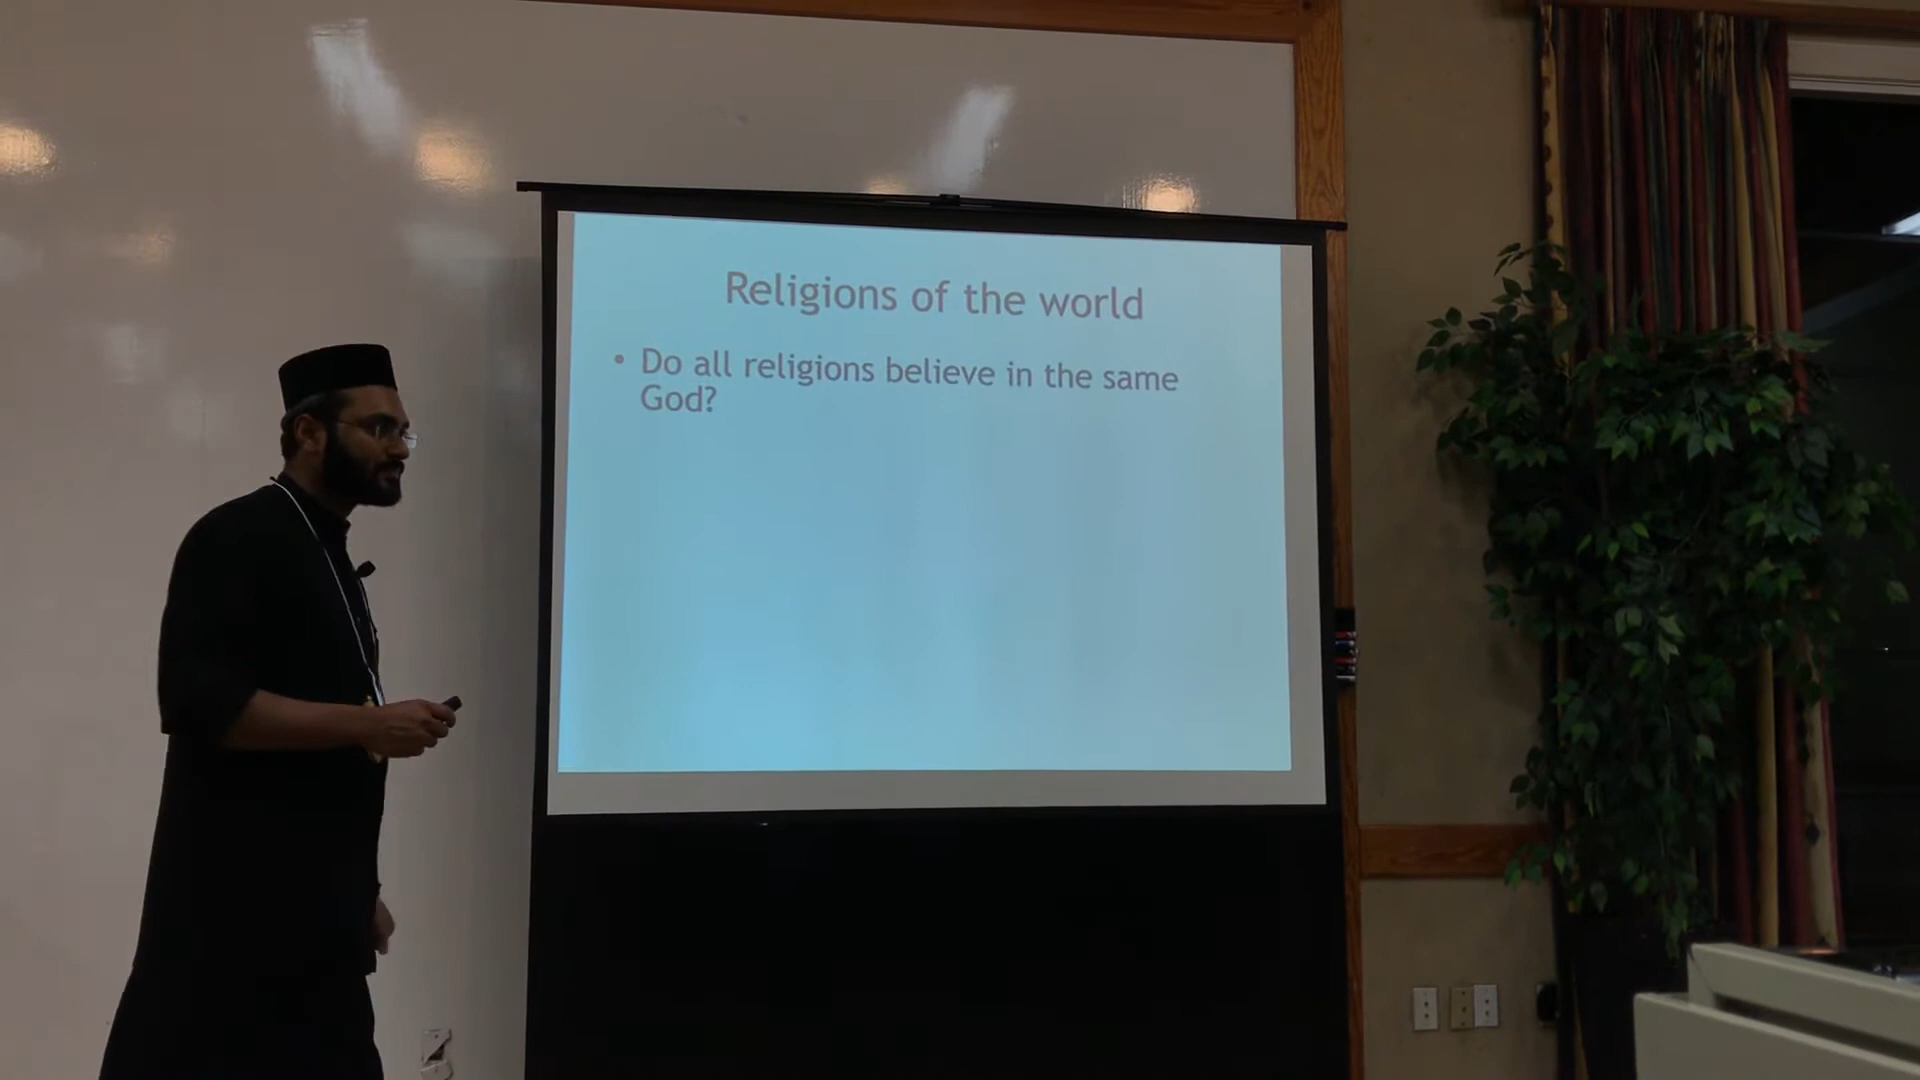 Religions of the world
• Do all religions believe in the same
God?